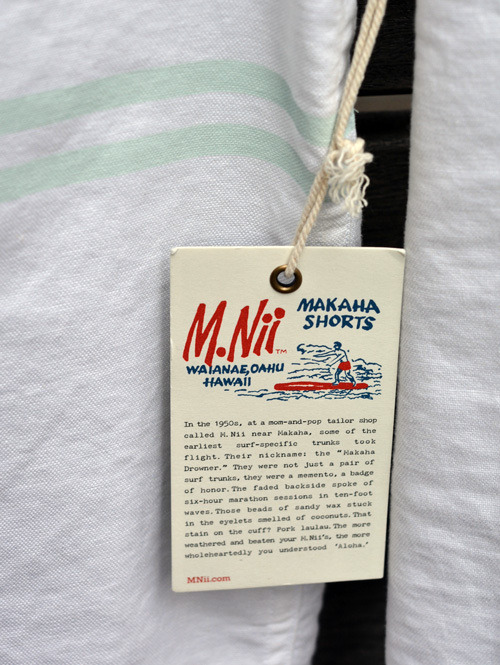 M.Nii™
WAIANAE, OAHU
HAWAII
MAKAHA
SHORTS
In the 1950s, at a mom-and-pop tailor shop
called M.Nii near Makaha, some of the
earliest surf-specific trunks took
flight. Their nickname: the “Makaha
Drowner.” They were not just a pair of
surf trunks, they were a memento, a badge
of honor. The faded backside spoke of
six-hour marathon sessions in ten-foot
waves. Those beads of sandy wax stuck
in the eyelets smelled of coconuts. That
stain on the cuff? Pork laulau. The more
weathered and beaten your M.Nii's, the more
wholeheartedly you understood 'Aloha.'
MNii.com